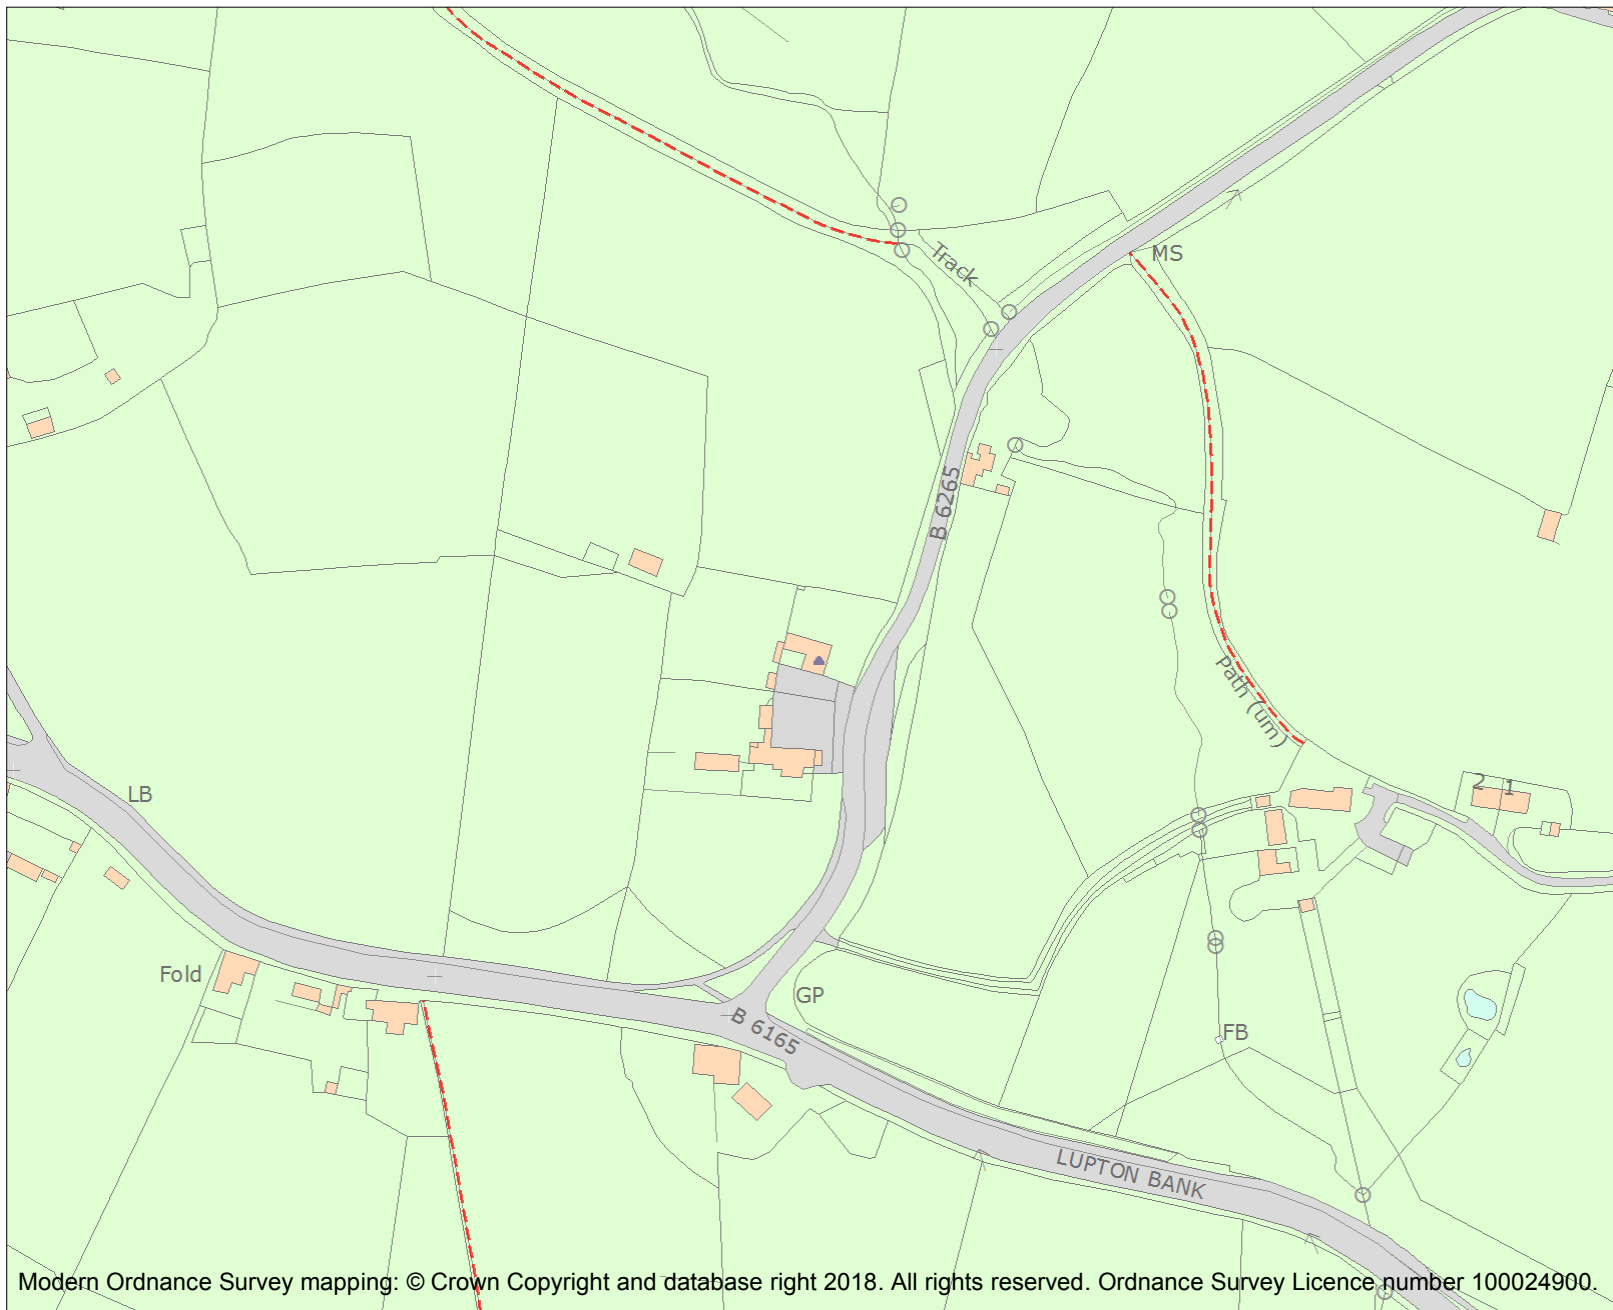 Track
MS
B 6265
Path (um)
LB
2
1
Fold
GP
B 6165
FB
LUPTON BANK
Modern Ordnance Survey mapping: © Crown Copyright and database right 2018. All rights reserved. Ordnance Survey Licence number 100024900.